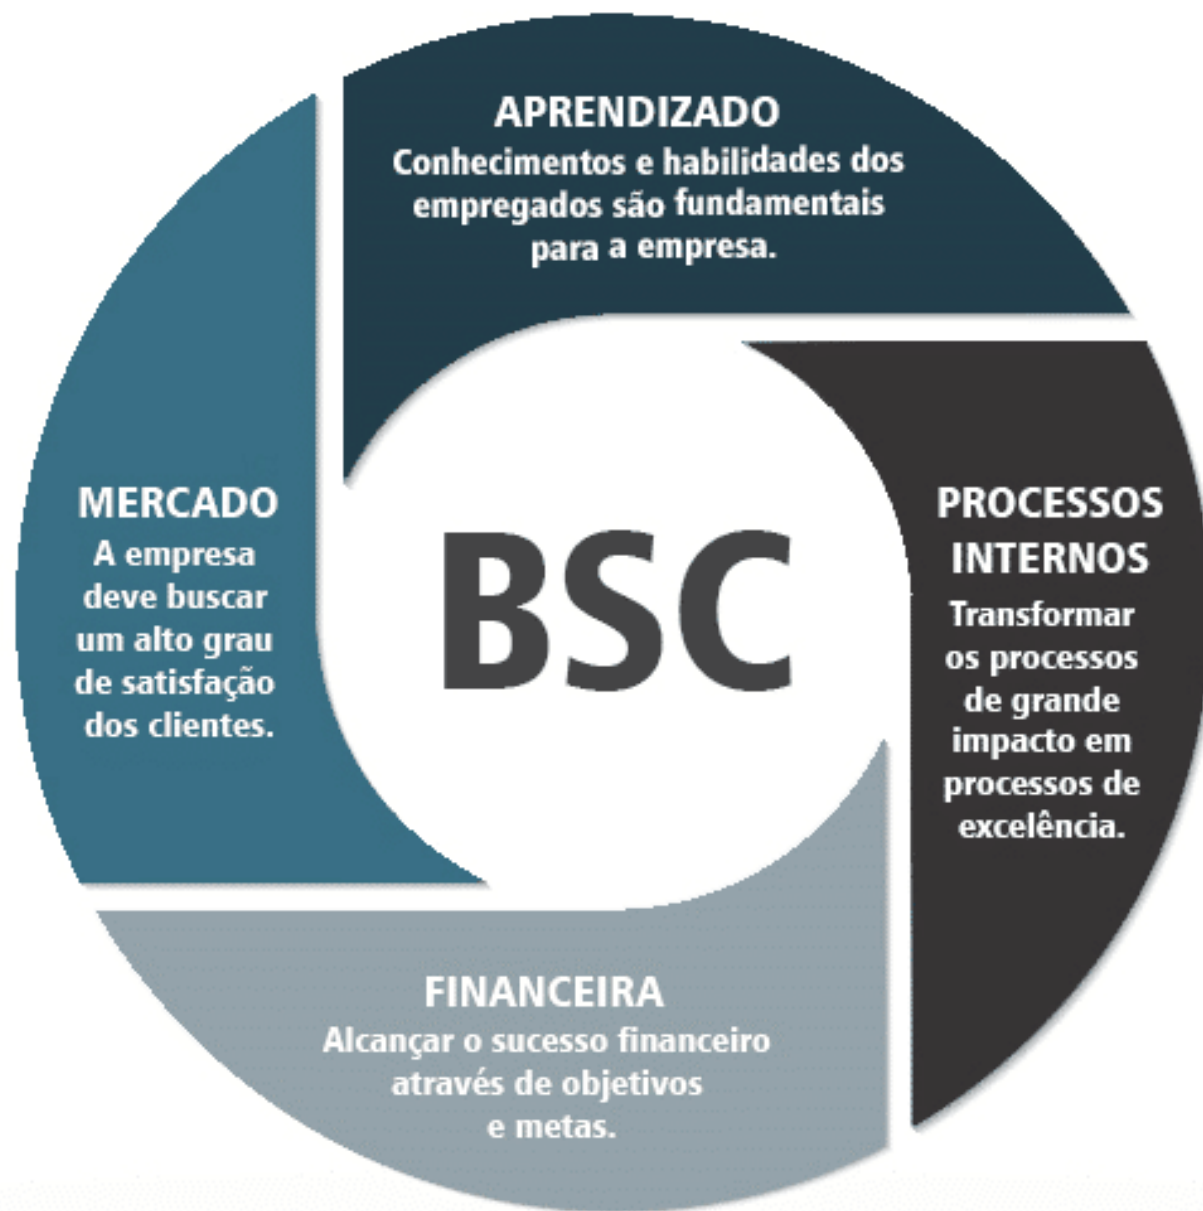 APRENDIZADO
Conhecimentos e habilidades dos
empregados são fundamentais
para a empresa.
MERCADO
A empresa
deve buscar
um alto grau
de satisfação
dos clientes.
BSC
PROCESSOS
INTERNOS
Transformar
os processos
de grande
impacto em
processos de
excelência.
FINANCEIRA
Alcançar o sucesso financeiro
através de objetivos
e metas.